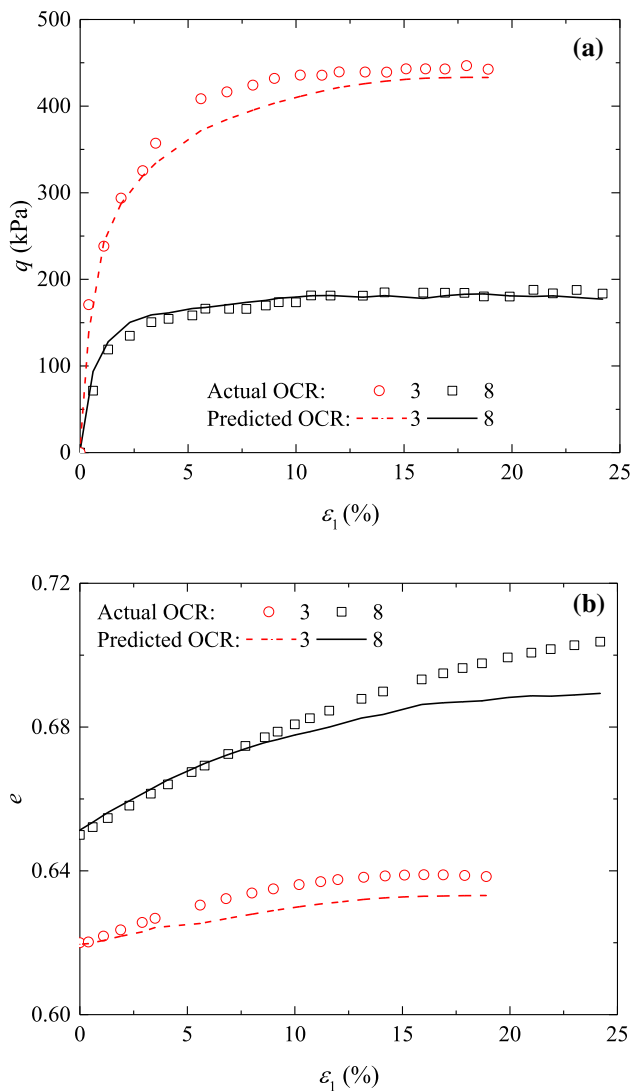 500
(a)
400
300
q (kPa)
200
100
Actual OCR: 3 8
Predicted OCR: 3 8
0
0 5 10 15 20 25
ε1 (%)
0.72
Actual OCR: 3 8
(b)
Predicted OCR: 3 8
0.68
e
0.64
0.60
0 5 10 15 20 25
ε1 (%)